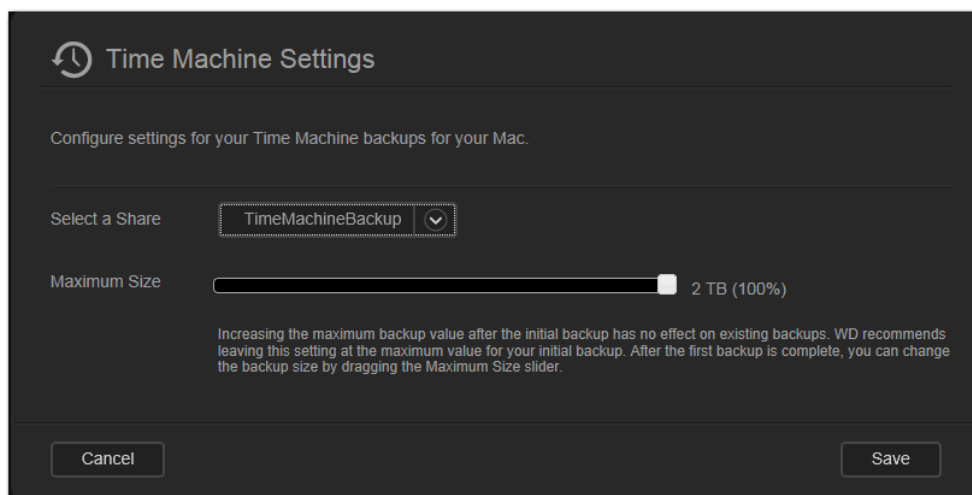 Time Machine Settings
Configure settings for your Time Machine backups for your Mac.
Select a Share
TimeMachineBackup
Maximum Size
2 TB (100%)
Increasing the maximum backup value after the initial backup has no effect on existing backups. WD recommends
leaving this setting at the maximum value for your initial backup. After the first backup is complete, you can change
the backup size by dragging the Maximum Size slider.
Cancel
Save